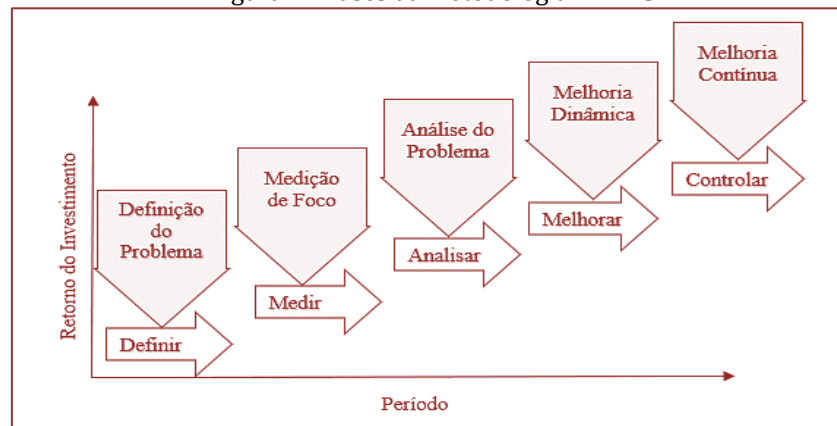 Melhoria
Contínua
Melhoria
Dinâmica
Análise do
Problema
Medição
de Foco
Definição
do
Problema
Controlar
Melhorar
Analisar
Medir
Definir
Retorno do Investimento
Período